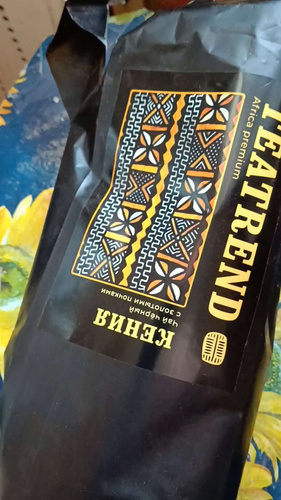 TEATREND
Africa premium
КЕНИЯ
Чай чёрный
с золотыми почками